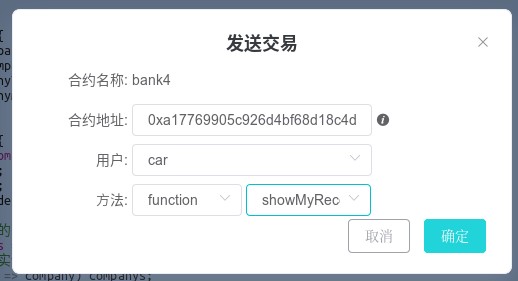 发送交易
合约名称: bank4
合约地址: 0xa17769905c926d4bf68d18c4d
用户: car
方法: function showMyRec
取消 确定
=> company) companys;